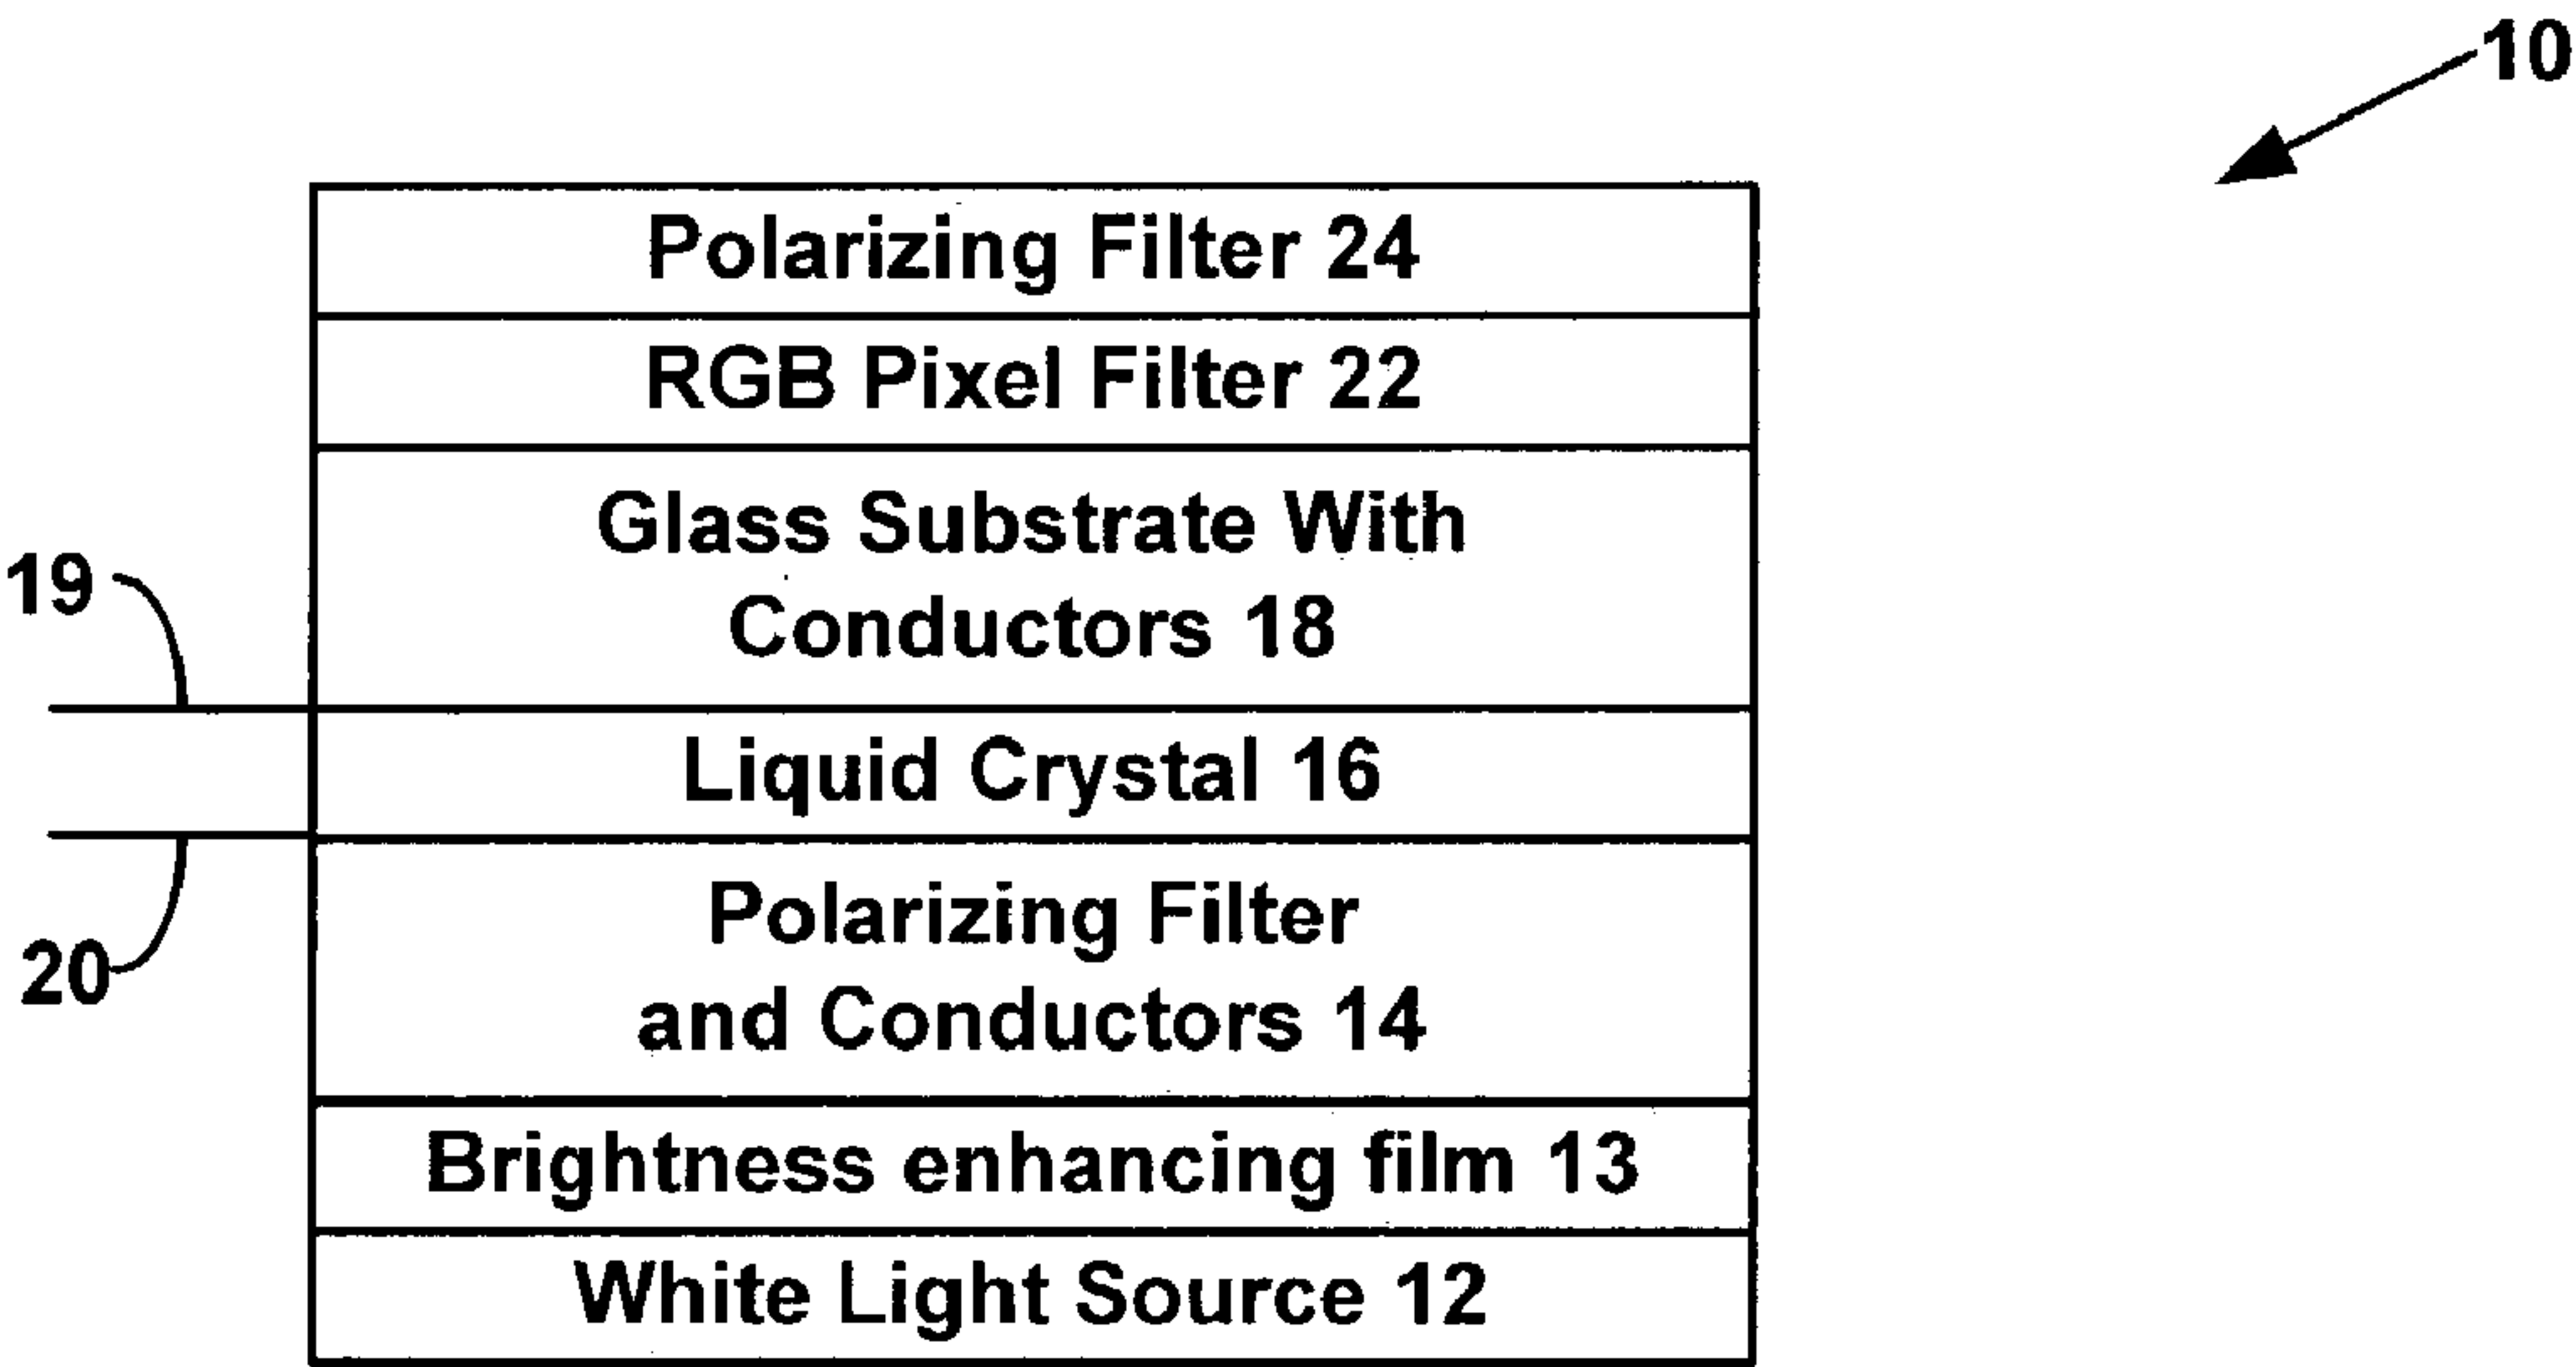 10
Polarizing Filter 24
RGB Pixel Filter 22
Glass Substrate With
Conductors 18
19
Liquid Crystal 16
Polarizing Filter
20
and Conductors 14
Brightness enhancing film 13
White Light Source 12